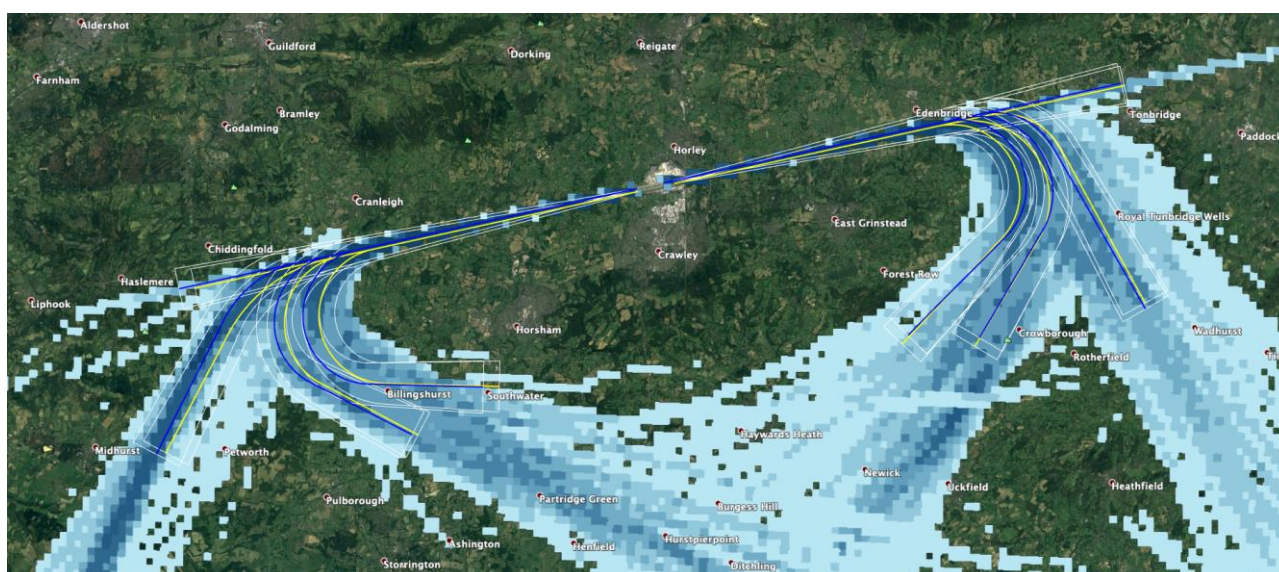 Aldershot
Guildford
Dorking
Reigate
Farnham
Bramley
Godalming
Edenbridge
Tonbridge
Paddock
Horley
Cranleigh
Royal Tunbridge Wells
East Grinstead
Chiddingfold
Crawley
Haslemere
Forest Row
Liphook
Horsham
Crowborough
Wadhurst
Rotherfield
Billingshurst
Southwater
Haywards Heath
Midhurst
Petworth
Newick
Uckfield
Heathfield
Pulborough
Partridge Green
Burgess Hill
Ashington
Henfield
Hurstpierpoint
Storrington
Ditchling